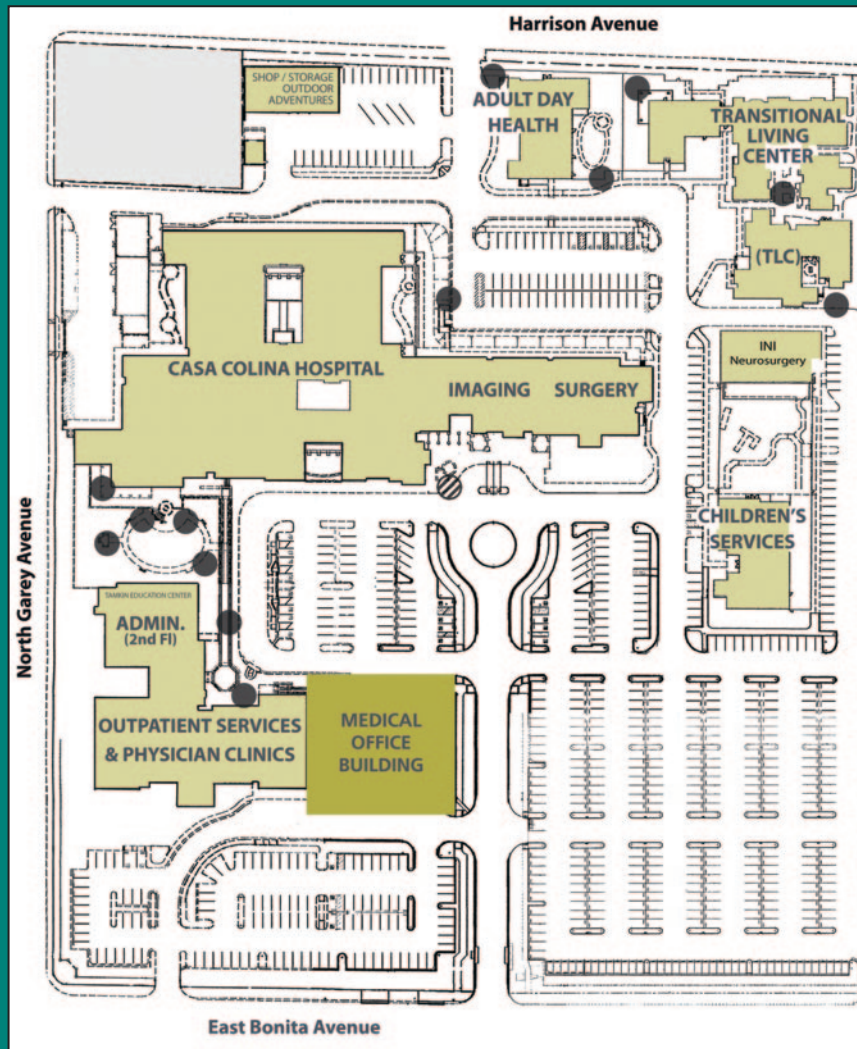 Harrison Avenue
SHOP / STORAGE
OUTDOOR
ADVENTURES
ADULT DAY
HEALTH
TRANSITIONAL
LIVING
CENTER
(TLC)
CASA COLINA HOSPITAL
IMAGING SURGERY
INI
Neurosurgery
CHILDREN'S
SERVICES
North Garey Avenue
TAMKIN EDUCATION CENTER
ADMIN.
(2nd Fl)
OUTPATIENT SERVICES
& PHYSICIAN CLINICS
MEDICAL
OFFICE
BUILDING
East Bonita Avenue